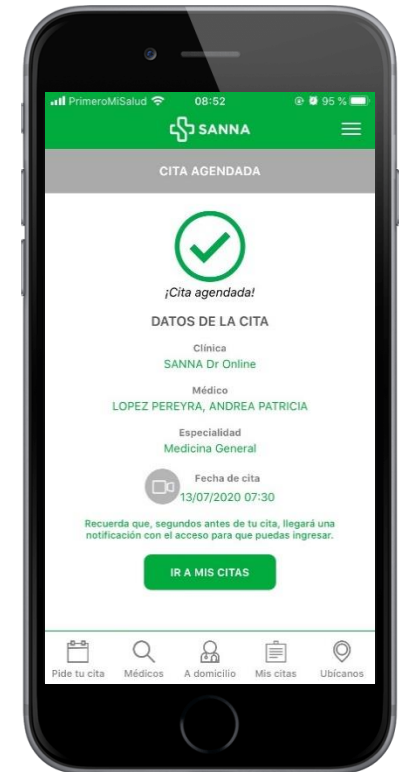 PrimeroMiSalud 08:52 95 %
SANNA
CITA AGENDADA
¡Cita agendada!
DATOS DE LA CITA
Clínica
SANNA Dr Online
Médico
LOPEZ PEREYRA, ANDREA PATRICIA
Especialidad
Medicina General
Fecha de cita
13/07/2020 07:30
Recuerda que, segundos antes de tu cita, llegará una
notificación con el acceso para que puedas ingresar.
IR A MIS CITAS
Pide tu cita Médicos A domicilio Mis citas Ubícanos